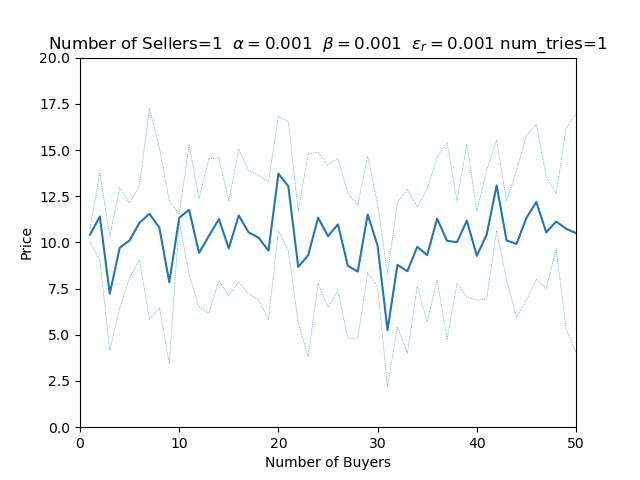 Number of Sellers=1 α = 0.001 β = 0.001 εr = 0.001 num_tries=1
20.0
17.5
15.0
12.5
10.0
7.5
5.0
2.5
0.0
Price
0 10 20 30 40 50
Number of Buyers